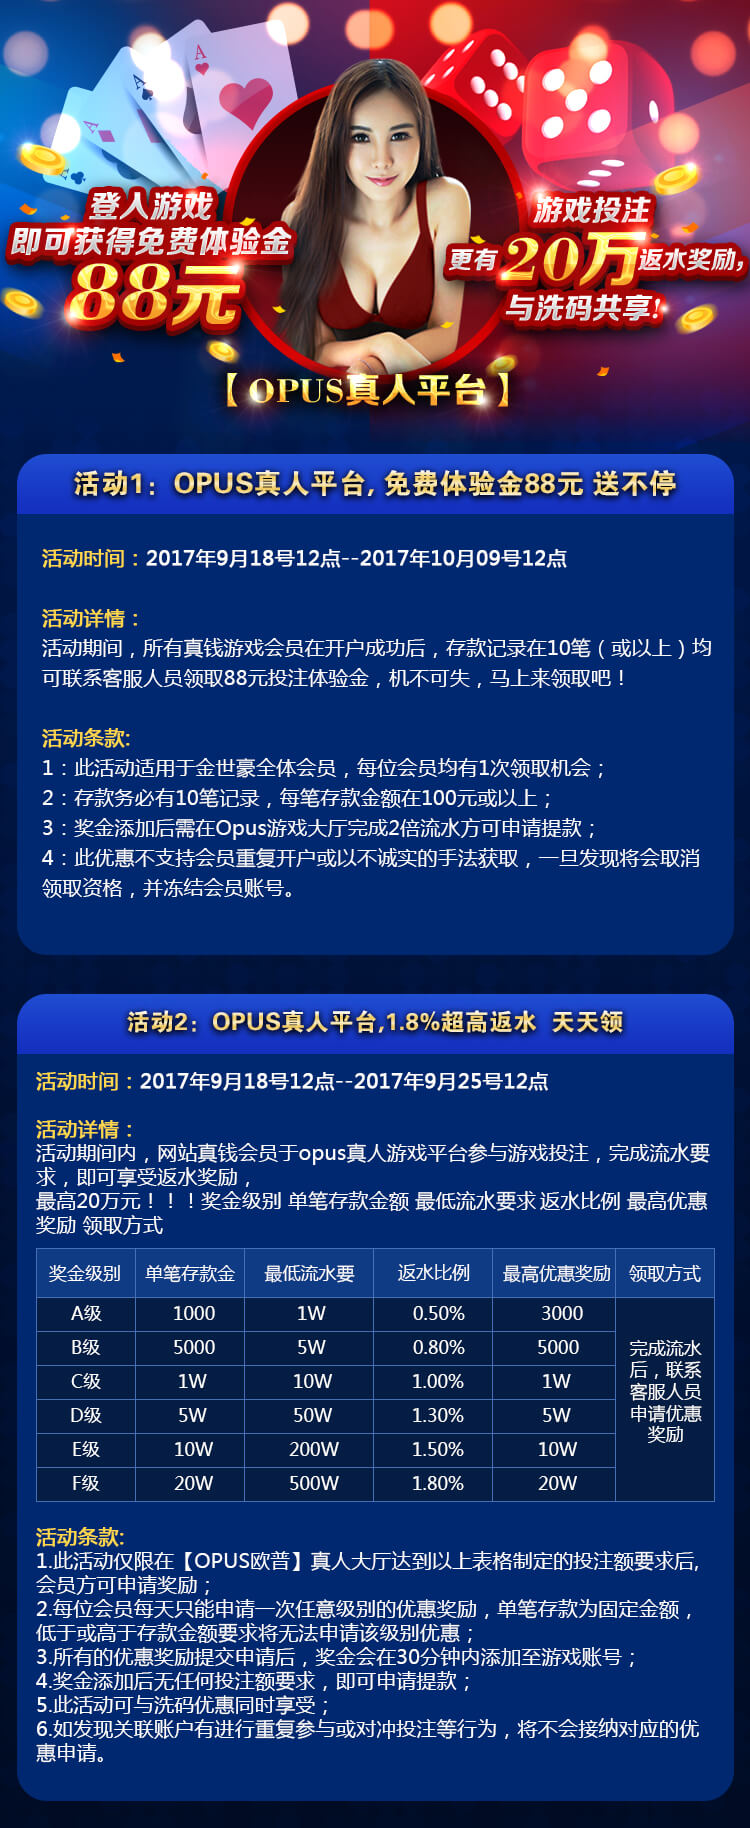 登入游戏
即可获得免费体验金
88元
游戏投注
更有20万返水奖励,
与洗码共享!
【OPUS真人平台】
活动1：OPUS真人平台, 免费体验金88元 送不停
活动时间：2017年9月18号12点--2017年10月09号12点
活动详情：
活动期间，所有真钱游戏会员在开户成功后，存款记录在10笔（或以上）均
可联系客服人员领取88元投注体验金，机不可失，马上来领取吧！
活动条款:
1：此活动适用于金世豪全体会员，每位会员均有1次领取机会；
2：存款务必有10笔记录，每笔存款金额在100元或以上；
3：奖金添加后需在Opus游戏大厅完成2倍流水方可申请提款；
4：此优惠不支持会员重复开户或以不诚实的手法获取，一旦发现将会取消
领取资格，并冻结会员账号。
活动2：OPUS真人平台,1.8%超高返水 天天领
活动时间：2017年9月18号12点--2017年9月25号12点
活动详情：
活动期间内，网站真钱会员于opus真人游戏平台参与游戏投注，完成流水要
求，即可享受返水奖励，
最高20万元！！！奖金级别 单笔存款金额 最低流水要求 返水比例 最高优惠
奖励 领取方式
奖金级别 单笔存款金 最低流水要 返水比例 最高优惠奖励 领取方式
A级 1000 1W 0.50% 3000
B级 5000 5W 0.80% 5000
C级 1W 10W 1.00% 1W
D级 5W 50W 1.30% 5W
E级 10W 200W 1.50% 10W
F级 20W 500W 1.80% 20W
完成流水
后，联系
客服人员
申请优惠
奖励
活动条款:
1.此活动仅限在【OPUS欧普】真人大厅达到以上表格制定的投注额要求后,
会员方可申请奖励；
2.每位会员每天只能申请一次任意级别的优惠奖励，单笔存款为固定金额，
低于或高于存款金额要求将无法申请该级别优惠；
3.所有的优惠奖励提交申请后，奖金会在30分钟内添加至游戏账号；
4.奖金添加后无任何投注额要求，即可申请提款；
5.此活动可与洗码优惠同时享受；
6.如发现关联账户有进行重复参与或对冲投注等行为，将不会接纳对应的优
惠申请。
A
A
A
A